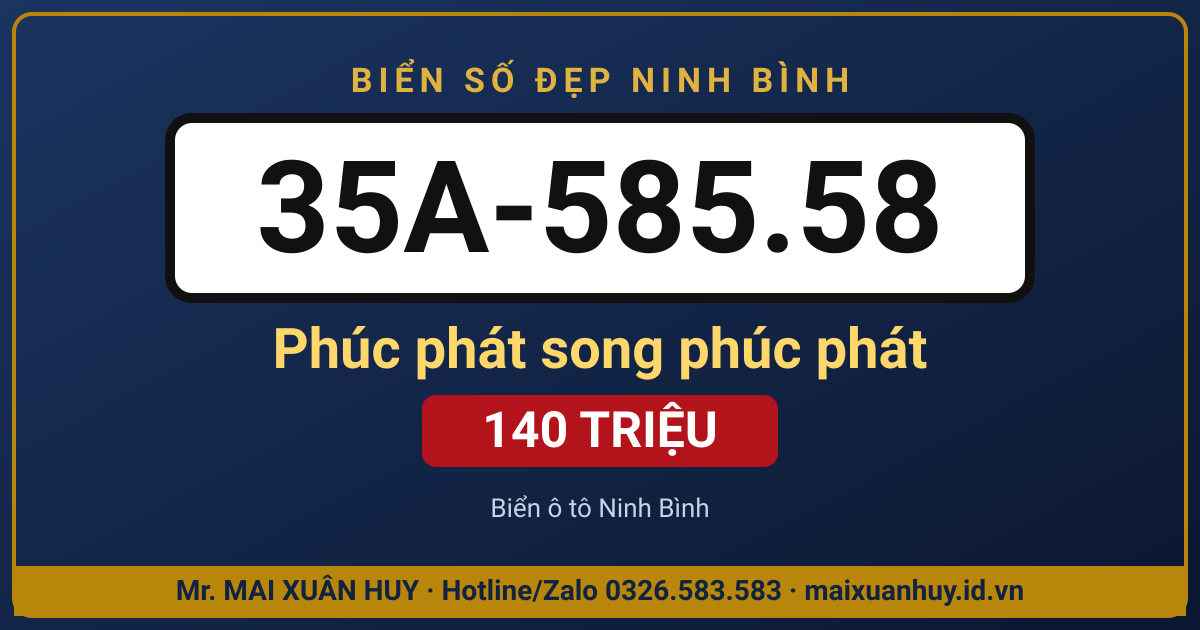 BIỂN SỐ ĐẸP NINH BÌNH
35A-585.58
Phúc phát song phúc phát
140 TRIỆU
Biển ô tô Ninh Bình
Mr. MAI XUÂN HUY · Hotline/Zalo 0326.583.583 · maixuanhuy.id.vn